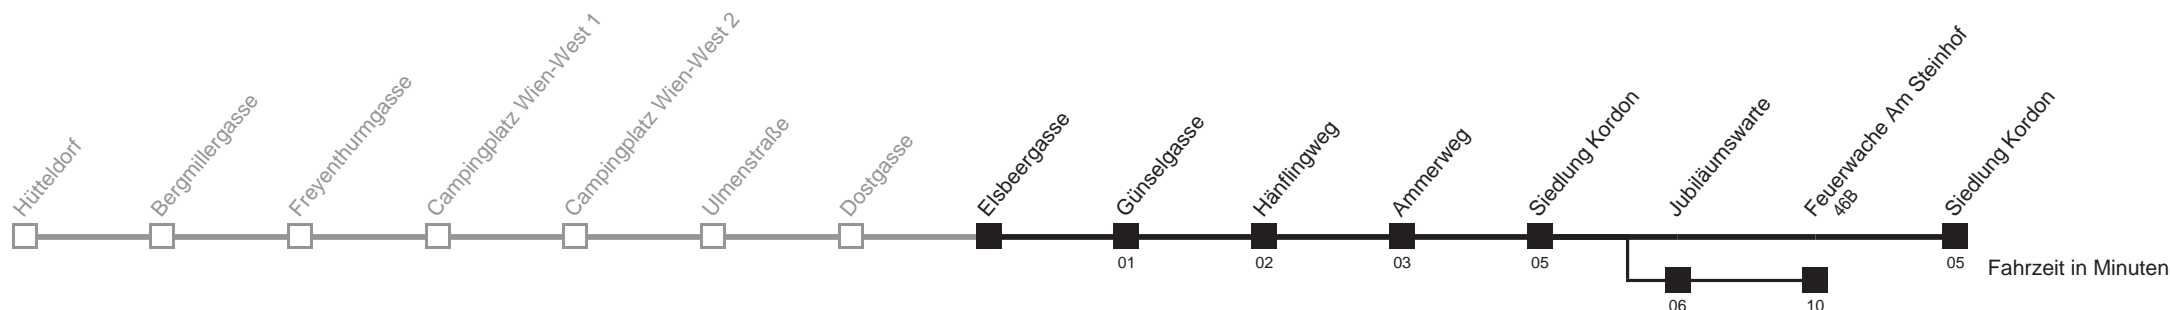 Hütteldorf
Bergmillergasse
Freyenthurmgasse
Campingplatz Wien-West 1
Campingplatz Wien-West 2
Ulmenstraße
Dostgasse
Elsbeergasse
Günselgasse
Hänflingweg
Ammerweg
Siedlung Kordon
Jubiläumswarte
Feuerwache Am Steinhof
46B
Siedlung Kordon
01
02
03
05
05
Fahrzeit in Minuten
06
10